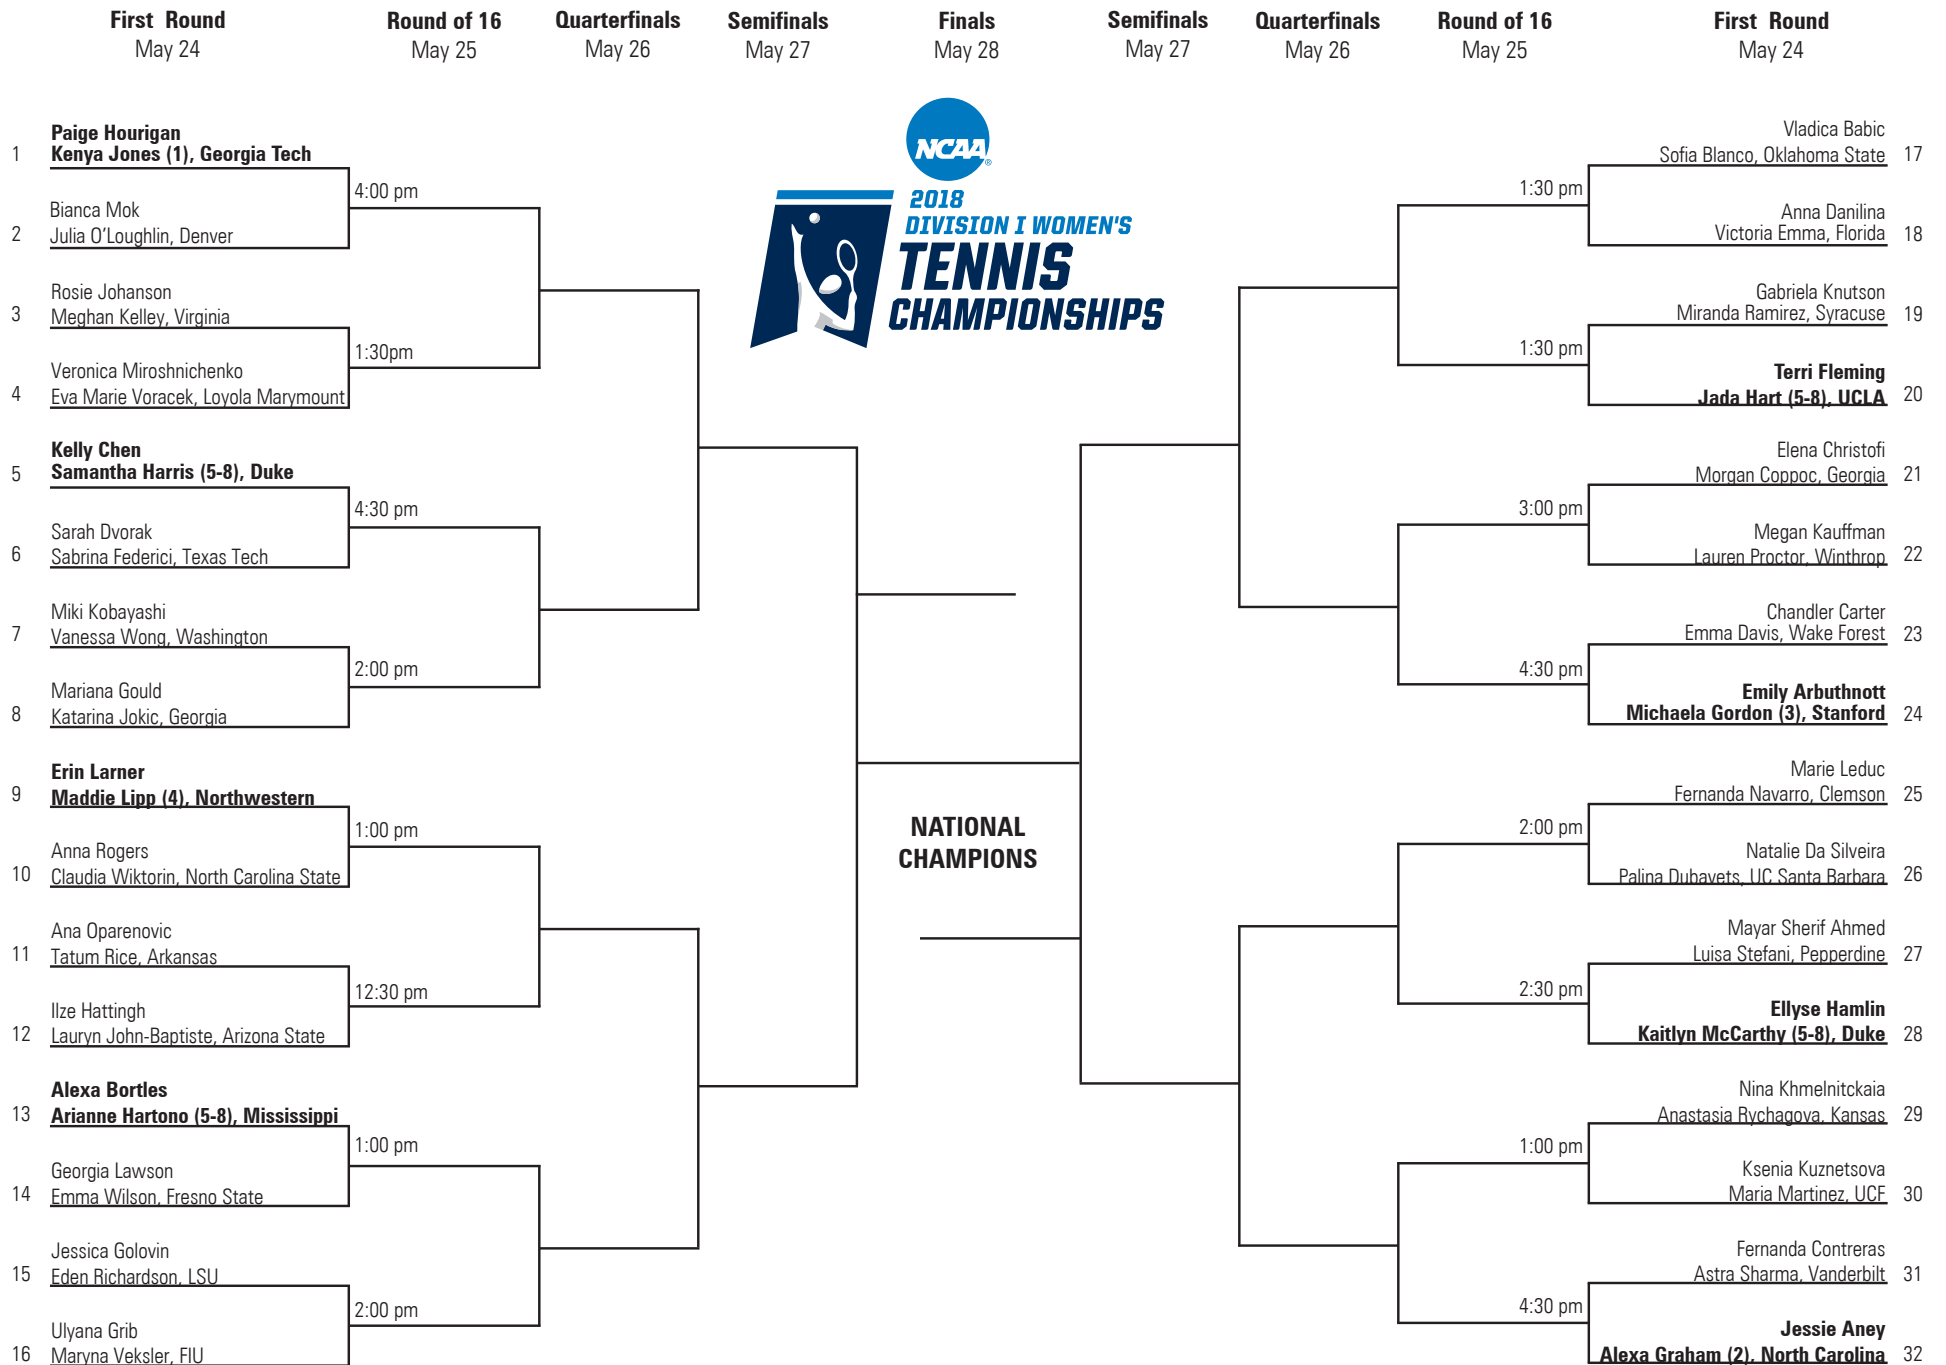 First Round
May 24
Round of 16
May 25
Quarterfinals
May 26
Semifinals
May 27
Finals
May 28
Semifinals
May 27
Quarterfinals
May 26
Round of 16
May 25
First Round
May 24
NCAA®
2018
DIVISION I WOMEN'S
TENNIS
CHAMPIONSHIPS
Paige Hourigan
1 Kenya Jones (1), Georgia Tech
4:00 pm
Bianca Mok
2 Julia O'Loughlin, Denver
Rosie Johanson
3 Meghan Kelley, Virginia
1:30pm
Veronica Miroshnichenko
4 Eva Marie Voracek, Loyola Marymount
Kelly Chen
5 Samantha Harris (5-8), Duke
4:30 pm
Sarah Dvorak
6 Sabrina Federici, Texas Tech
Miki Kobayashi
7 Vanessa Wong, Washington
2:00 pm
Mariana Gould
8 Katarina Jokic, Georgia
Erin Larner
9 Maddie Lipp (4), Northwestern
1:00 pm
Anna Rogers
10 Claudia Wiktorin, North Carolina State
Ana Oparenovic
11 Tatum Rice, Arkansas
12:30 pm
Ilze Hattingh
12 Lauryn John-Baptiste, Arizona State
Alexa Bortles
13 Arianne Hartono (5-8), Mississippi
1:00 pm
Georgia Lawson
14 Emma Wilson, Fresno State
Jessica Golovin
15 Eden Richardson, LSU
2:00 pm
Ulyana Grib
16 Maryna Veksler, FIU
NATIONAL
CHAMPIONS
Vladica Babic
Sofia Blanco, Oklahoma State 17
1:30 pm
Anna Danilina
Victoria Emma, Florida 18
Gabriela Knutson
Miranda Ramirez, Syracuse 19
1:30 pm
Terri Fleming
Jada Hart (5-8), UCLA 20
Elena Christofi
Morgan Coppoc, Georgia 21
3:00 pm
Megan Kauffman
Lauren Proctor, Winthrop 22
Chandler Carter
Emma Davis, Wake Forest 23
4:30 pm
Emily Arbuthnott
Michaela Gordon (3), Stanford 24
Marie Leduc
Fernanda Navarro, Clemson 25
2:00 pm
Natalie Da Silveira
Palina Dubavets, UC Santa Barbara 26
Mayar Sherif Ahmed
Luisa Stefani, Pepperdine 27
2:30 pm
Ellyse Hamlin
Kaitlyn McCarthy (5-8), Duke 28
Nina Khmelnitckaia
Anastasia Rychagova, Kansas 29
1:00 pm
Ksenia Kuznetsova
Maria Martinez, UCF 30
Fernanda Contreras
Astra Sharma, Vanderbilt 31
4:30 pm
Jessie Aney
Alexa Graham (2), North Carolina 32